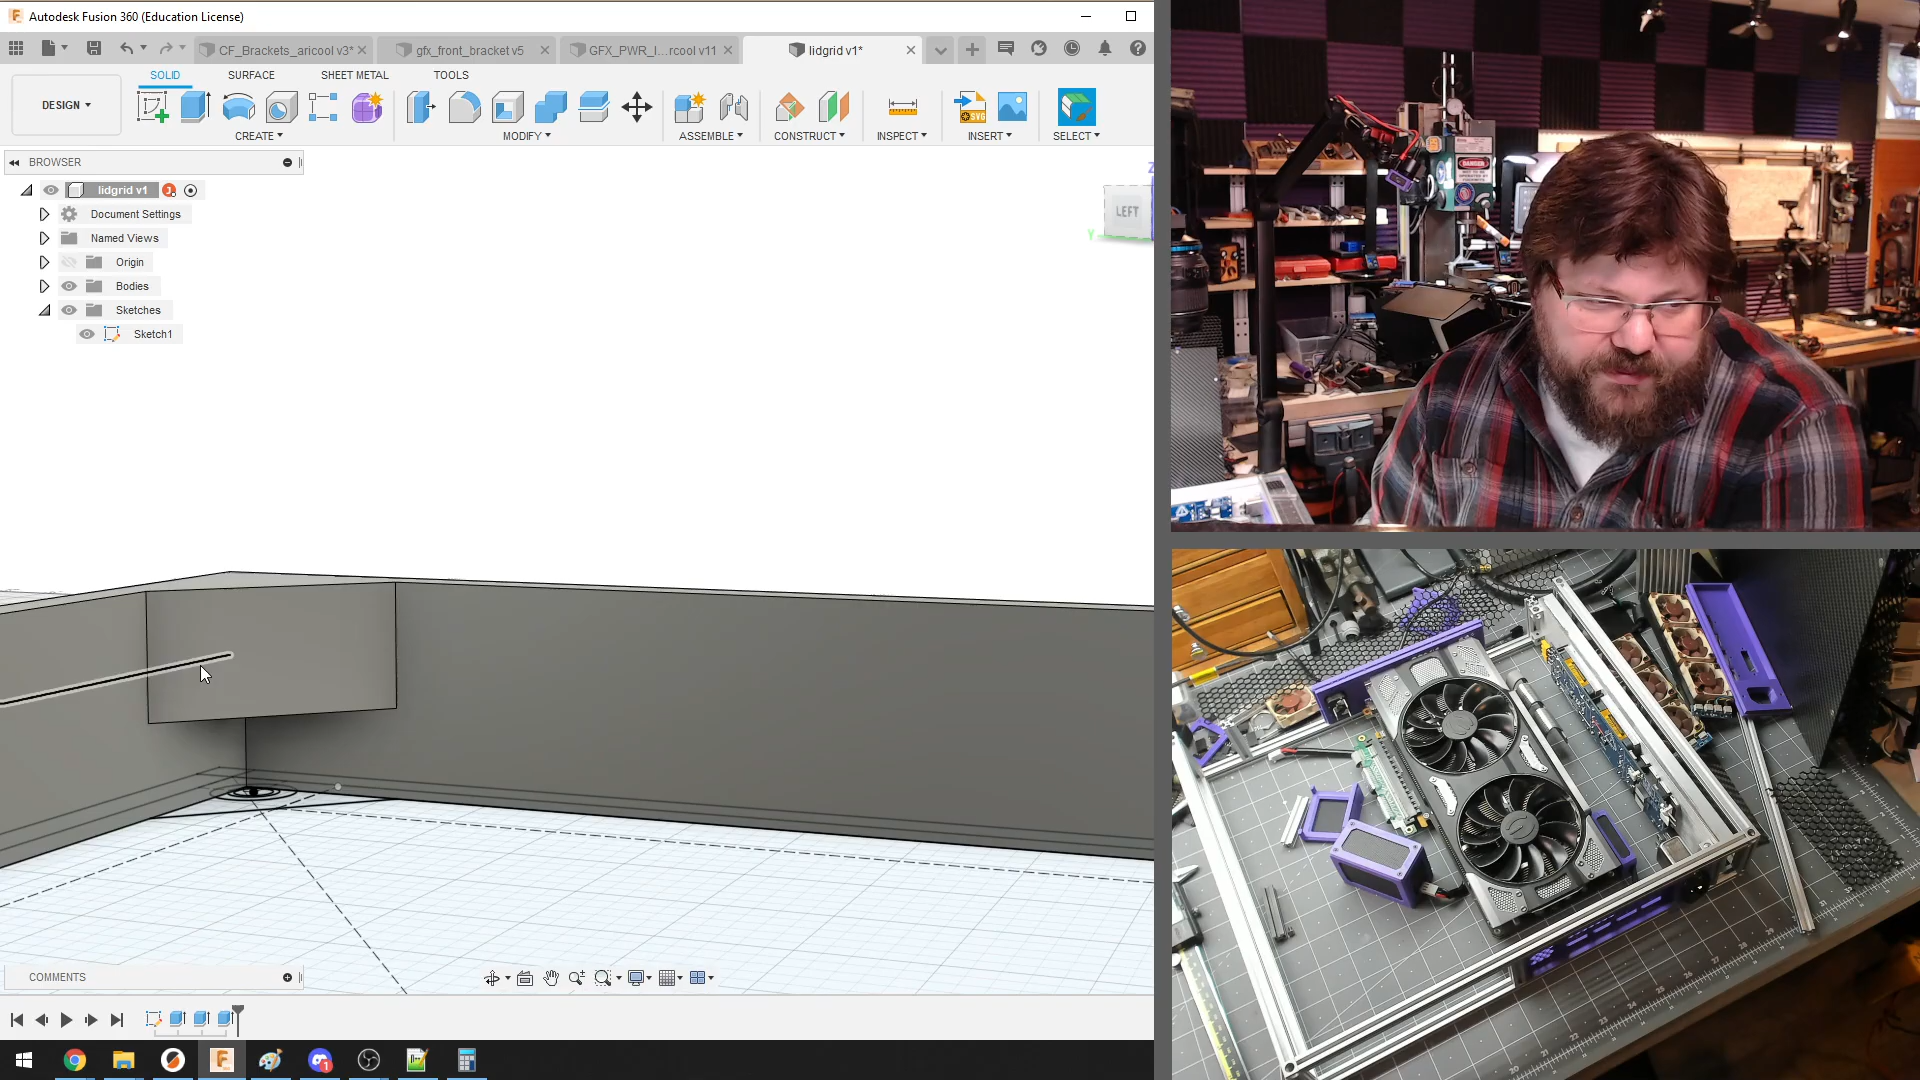 Autodesk Fusion 360 (Education License)
CF_Brackets_aricool v3*
gfx_front_bracket v5
GFX_PWR_I...rcool v11
lidgrid v1*
DESIGN
SOLID
SURFACE
SHEET METAL
TOOLS
CREATE
MODIFY
ASSEMBLE
CONSTRUCT
INSPECT
INSERT
SELECT
BROWSER
lidgrid v1
Document Settings
Named Views
Origin
Bodies
Sketches
Sketch1
LEFT
Z
Y
COMMENTS
DANGER